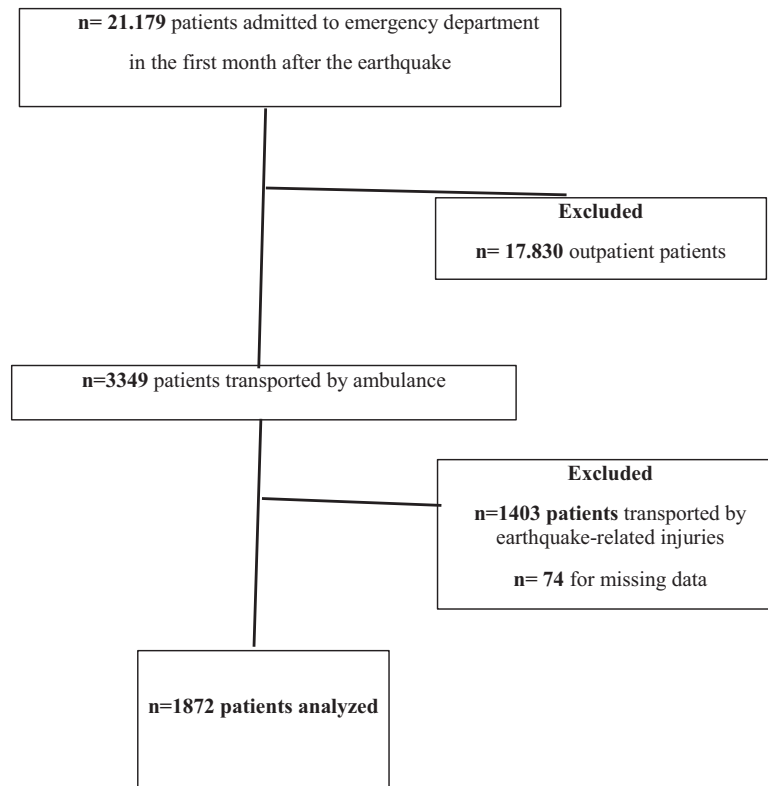 n= 21.179 patients admitted to emergency department
in the first month after the earthquake
Excluded
n= 17.830 outpatient patients
n=3349 patients transported by ambulance
Excluded
n=1403 patients transported by
earthquake-related injuries
n= 74 for missing data
n=1872 patients analyzed